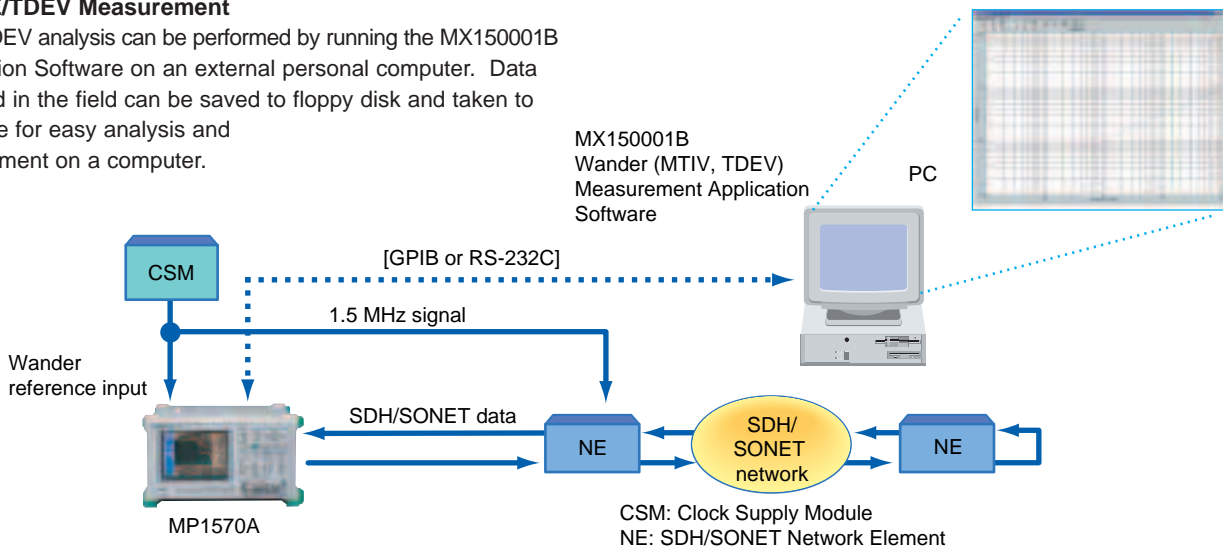 /TDEV Measurement
DEV analysis can be performed by running the MX150001B
ion Software on an external personal computer. Data
d in the field can be saved to floppy disk and taken to
e for easy analysis and
ment on a computer.
MX150001B
Wander (MTIV, TDEV)
Measurement Application
Software
PC
CSM
[GPIB or RS-232C]
1.5 MHz signal
Wander
reference input
SDH/SONET data
NE
SDH/
SONET
network
NE
MP1570A
CSM: Clock Supply Module
NE: SDH/SONET Network Element